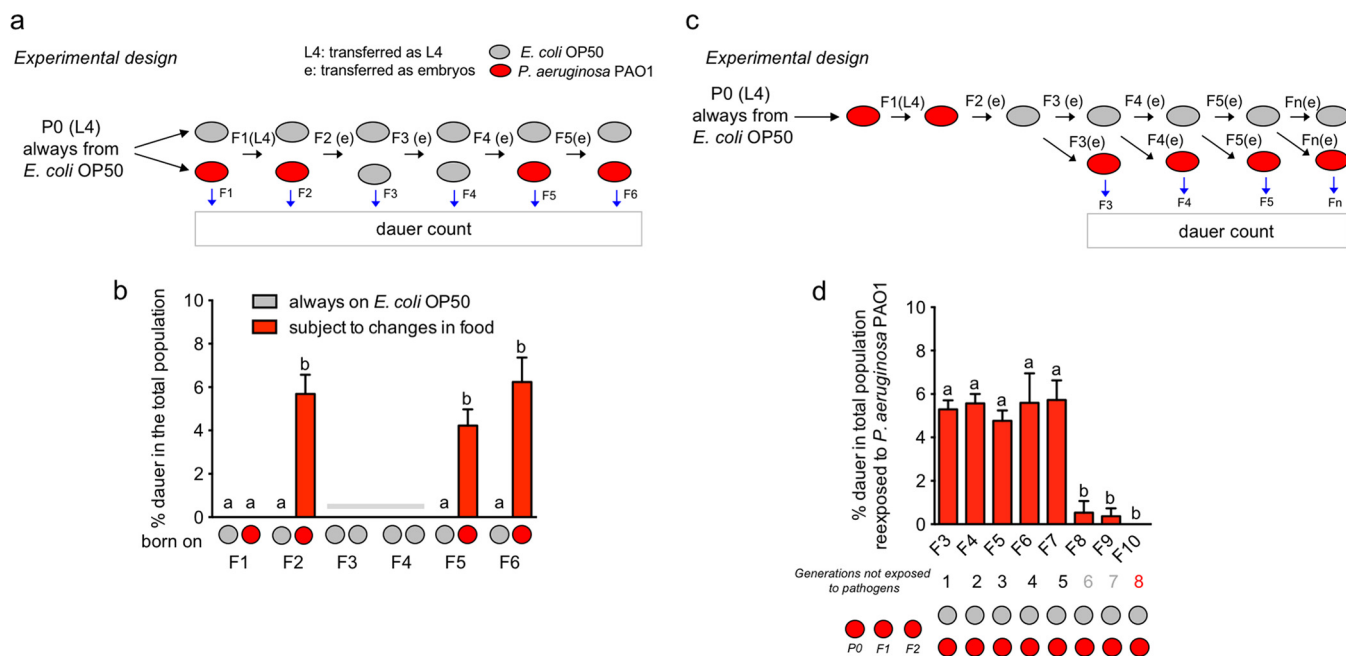 a
Experimental design
L4: transferred as L4
e: transferred as embryos
E. coli OP50
P. aeruginosa PAO1
P0 (L4)
always from
E. coli OP50
F1(L4)
F2 (e)
F3 (e)
F4 (e)
F5(e)
F1
F2
F3
F4
F5
F6
dauer count
b
% dauer in the total population
10
8
6
4
2
0
always on E. coli OP50
subject to changes in food
a
a
a
b
a
b
a
b
born on
F1
F2
F3
F4
F5
F6
c
Experimental design
P0 (L4)
always from
E. coli OP50
F1(L4)
F2 (e)
F3 (e)
F4 (e)
F5(e)
Fn(e)
F3(e)
F4(e)
F5(e)
Fn(e)
F3
F4
F5
Fn
dauer count
d
% dauer in total population
reexposed to P. aeruginosa PAO1
10
8
6
4
2
0
a
a
a
a
a
b
b
b
F3
F4
F5
F6
F7
F8
F9
F10
Generations not exposed
to pathogens
1 2 3 4 5 6 7 8
P0 F1 F2